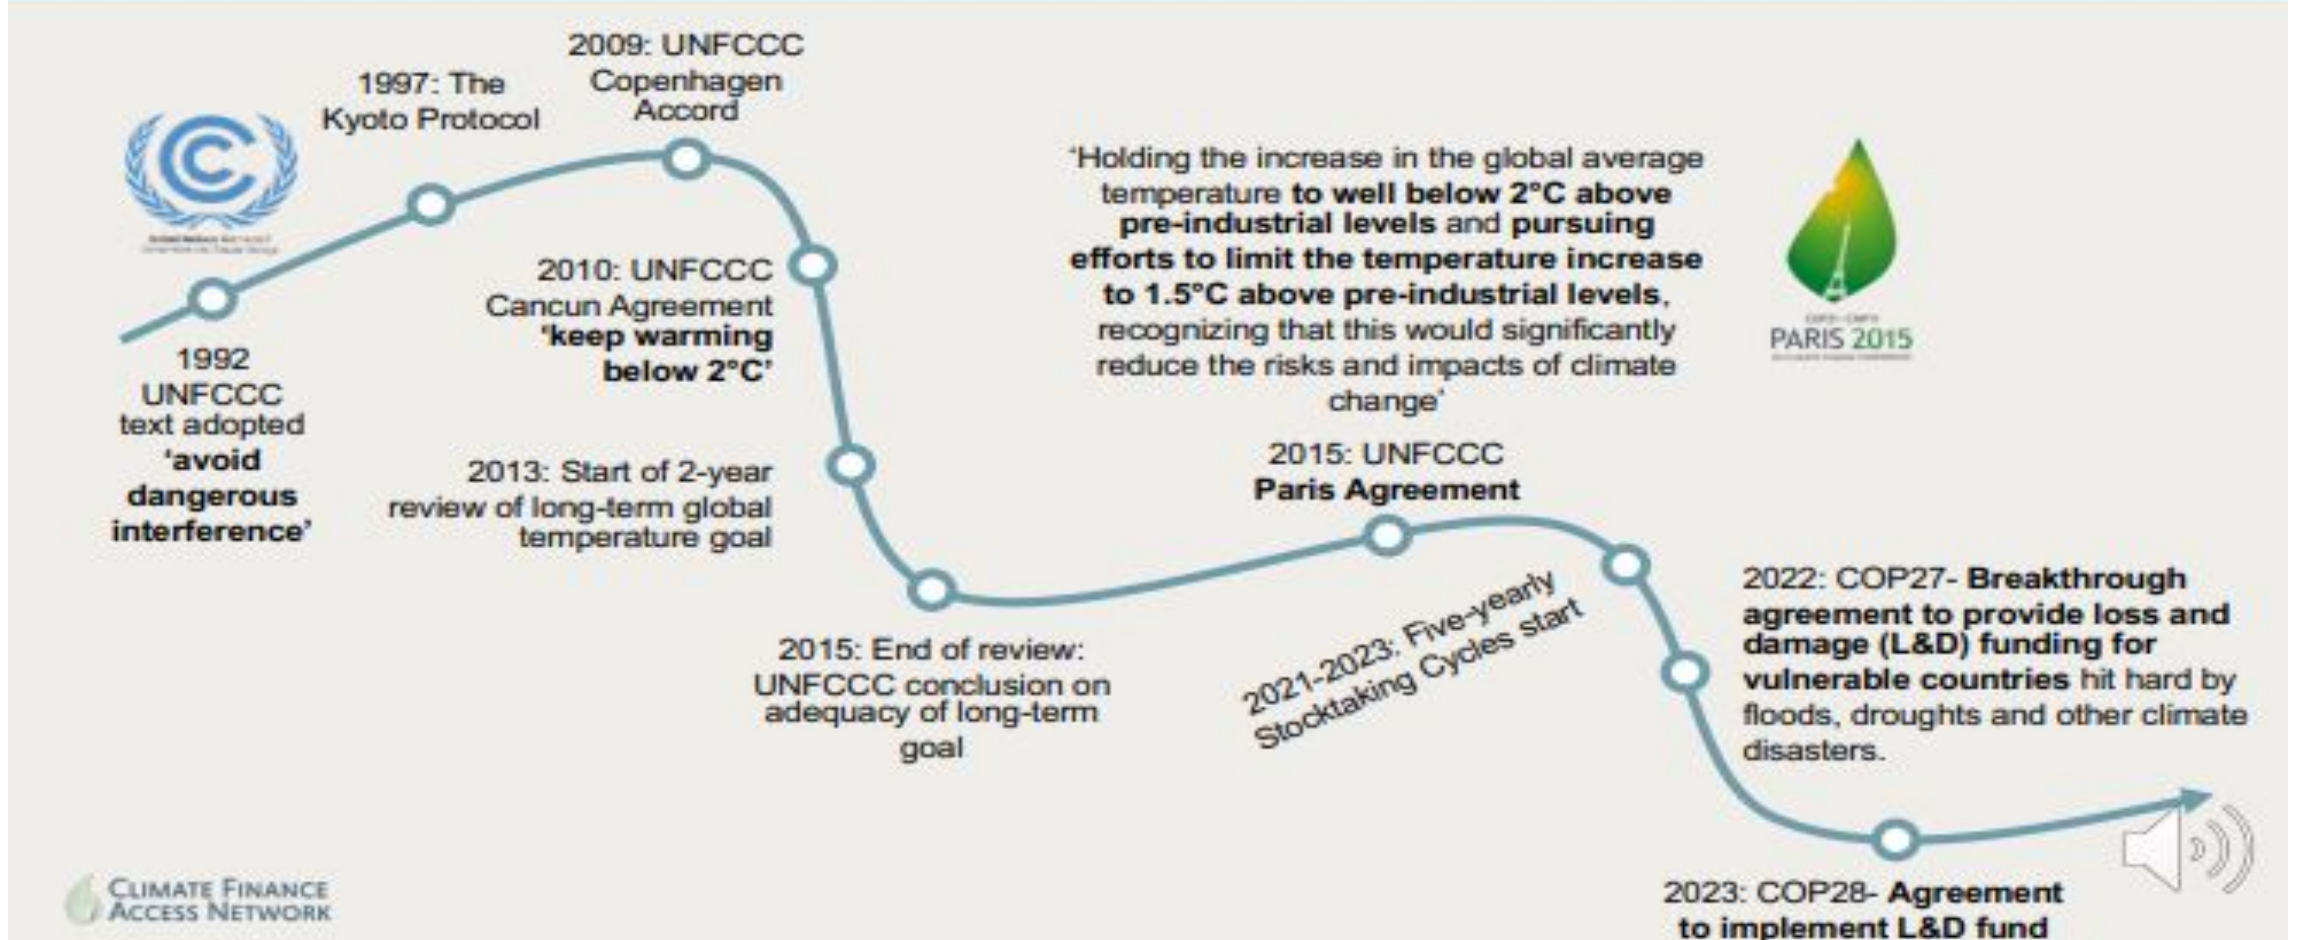 2009: UNFCCC
Copenhagen
Accord
1997: The
Kyoto Protocol
1992
UNFCCC
text adopted
‘avoid
dangerous
interference’
2010: UNFCCC
Cancun Agreement
‘keep warming
below 2°C’
2013: Start of 2-year
review of long-term global
temperature goal
2015: End of review:
UNFCCC conclusion on
adequacy of long-term
goal
‘Holding the increase in the global average
temperature to well below 2°C above
pre-industrial levels and pursuing
efforts to limit the temperature increase
to 1.5°C above pre-industrial levels,
recognizing that this would significantly
reduce the risks and impacts of climate
change’
PARIS 2015
2015: UNFCCC
Paris Agreement
2021-2023: Five-yearly
Stocktaking Cycles start
2022: COP27- Breakthrough
agreement to provide loss and
damage (L&D) funding for
vulnerable countries hit hard by
floods, droughts and other climate
disasters.
2023: COP28- Agreement
to implement L&D fund
CLIMATE FINANCE
ACCESS NETWORK